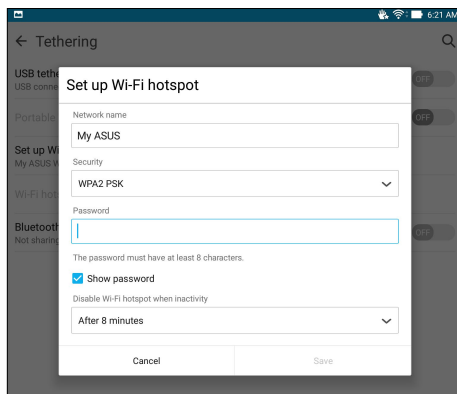 6:21 AM
Tethering
USB tethe
USB conne
OFF
Portable
OFF
Set up Wi
My ASUS W
Wi-Fi hot
Bluetooth
Not sharing
OFF
Set up Wi-Fi hotspot
Network name
My ASUS
Security
WPA2 PSK
Password
The password must have at least 8 characters.
Show password
Disable Wi-Fi hotspot when inactivity
After 8 minutes
Cancel
Save